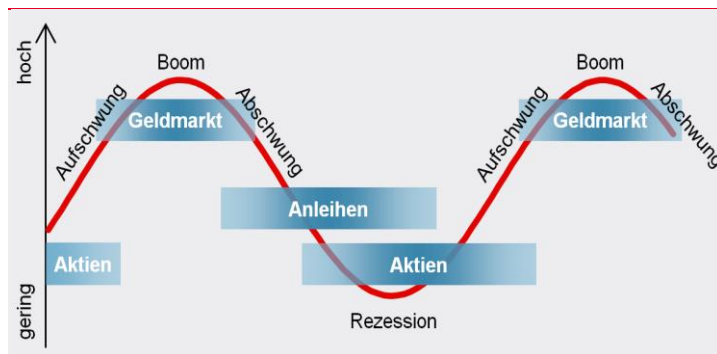 hoch
Boom
Boom
Aufschwung
Geldmarkt
Abschwung
Aufschwung
Geldmarkt
Abschwung
Anleihen
Aktien
Aktien
gering
Rezession